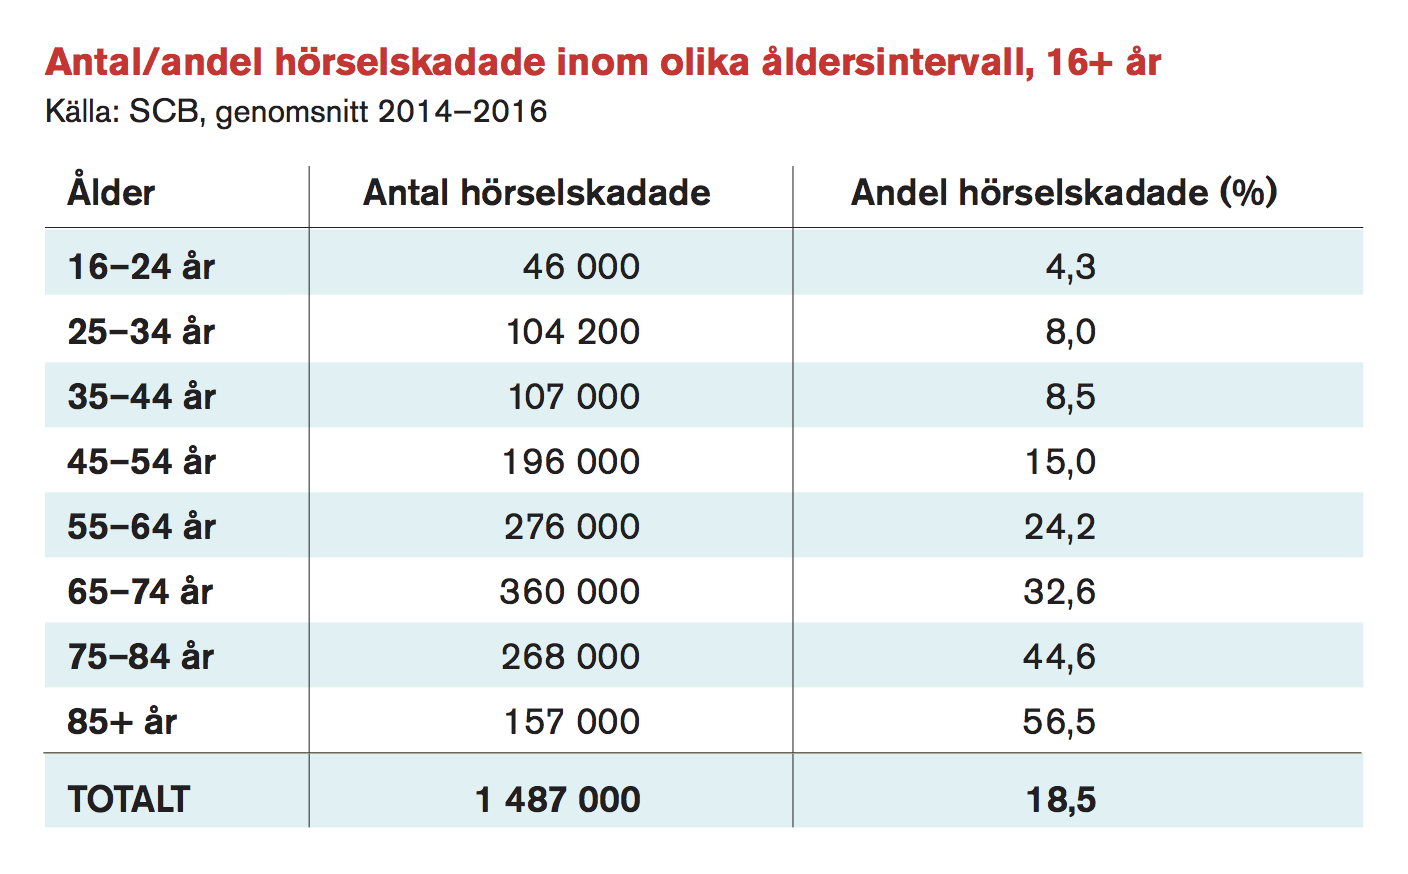 Antal/andel hörselskadade inom olika åldersintervall, 16+ år
Källa: SCB, genomsnitt 2014–2016
Ålder Antal hörselskadade Andel hörselskadade (%)
16–24 år 46 000 4,3
25–34 år 104 200 8,0
35–44 år 107 000 8,5
45–54 år 196 000 15,0
55–64 år 276 000 24,2
65–74 år 360 000 32,6
75–84 år 268 000 44,6
85+ år 157 000 56,5
TOTALT 1 487 000 18,5